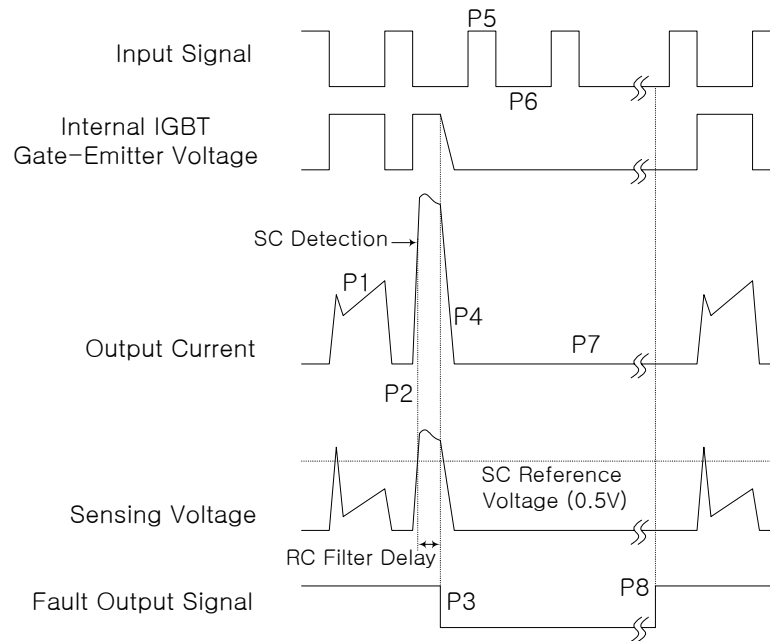 P5
Input Signal
P6
Internal IGBT
Gate-Emitter Voltage
SC Detection
P1
P4
Output Current
P7
P2
SC Reference
Voltage (0.5V)
Sensing Voltage
RC Filter Delay
Fault Output Signal
P3
P8